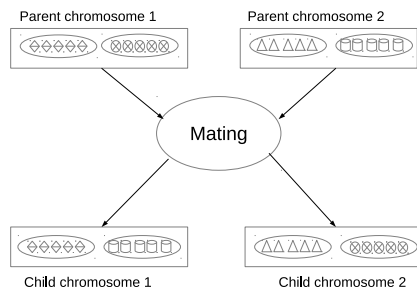 Parent chromosome 1
Parent chromosome 2
Mating
Child chromosome 1
Child chromosome 2